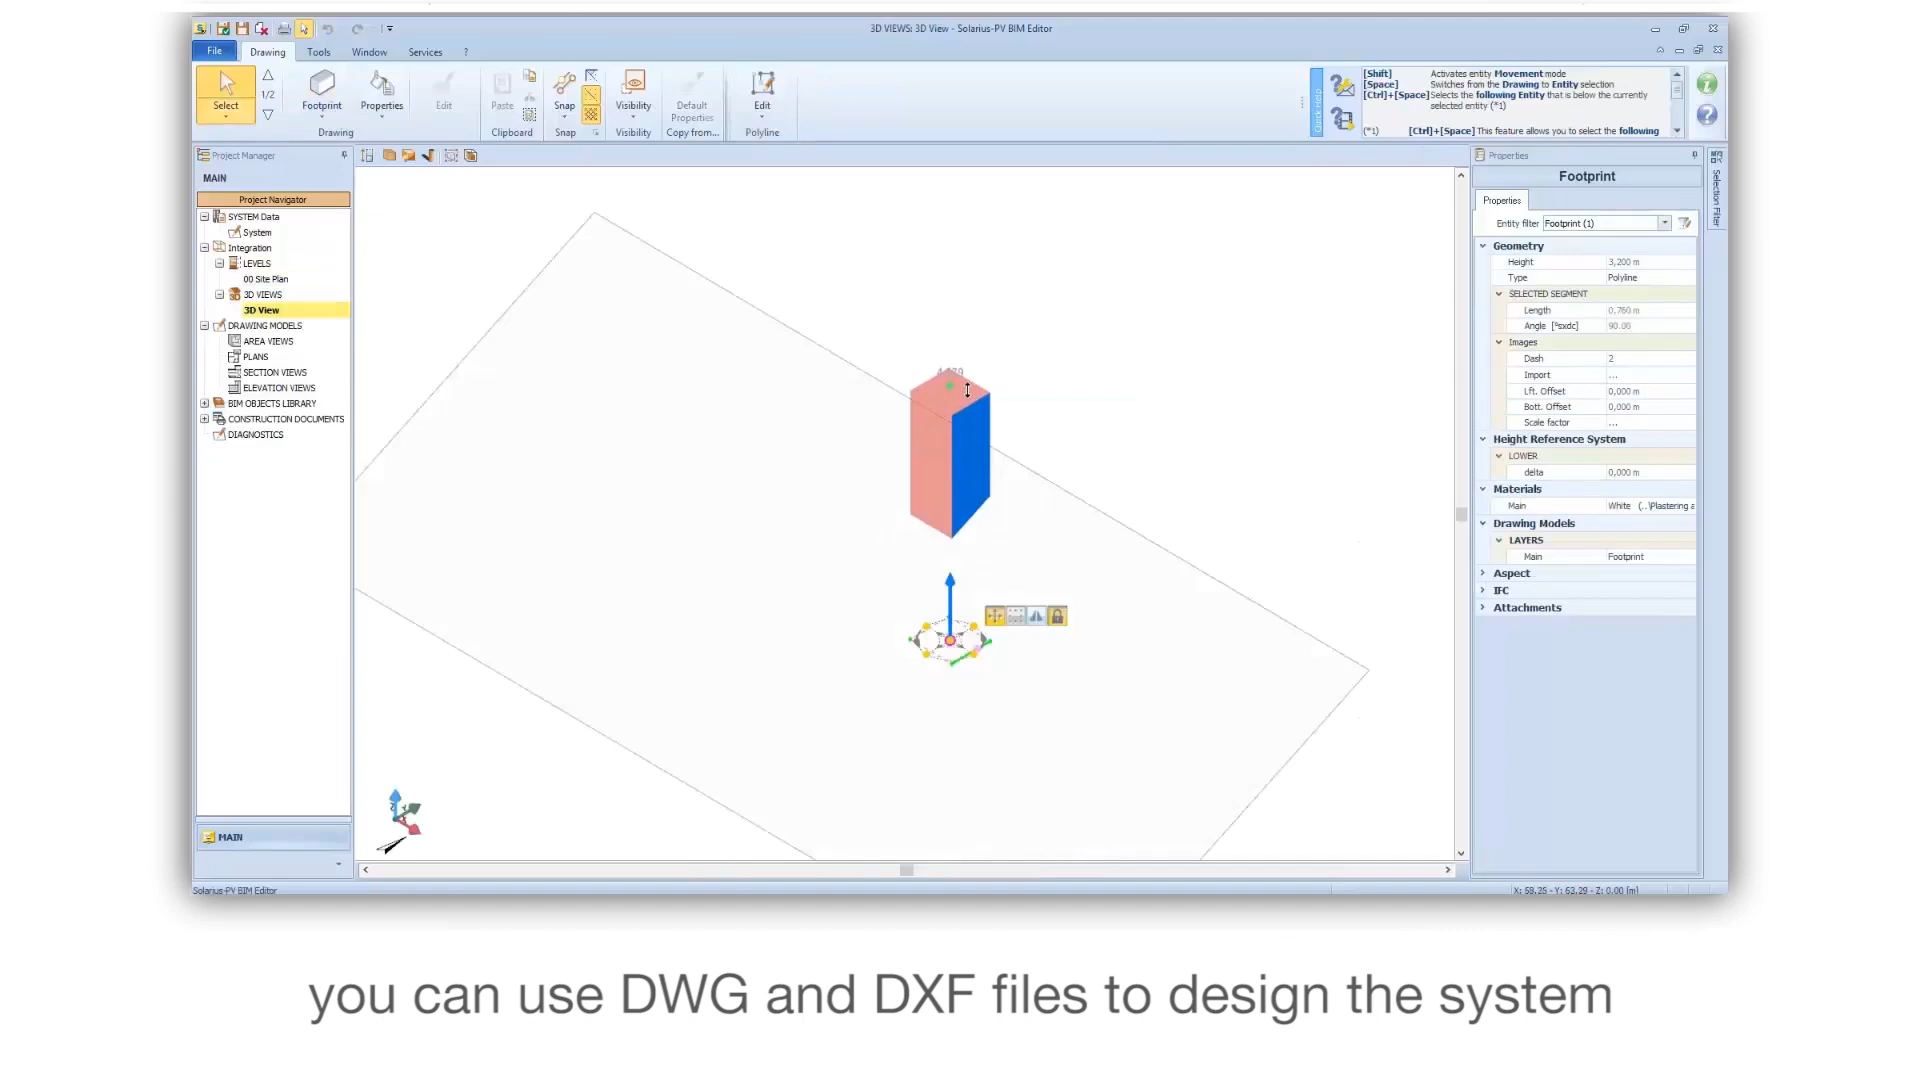 3D VIEWS: 3D View - Solarius-PV BIM Editor
File Drawing Tools Window Services ?
Select
1/2
Footprint
Properties
Edit
Drawing
Paste
Clipboard
Snap
Snap
Visibility
Visibility
Default Properties
Copy from...
Edit
Polyline
Quick Help
[Shift] Activates entity Movement mode
[Space] Switches from the Drawing to Entity selection
[Ctrl]+[Space] Selects the following Entity that is below the currently
selected entity (*1)
(*1) [Ctrl]+[Space] This feature allows you to select the following
Project Manager
MAIN
Project Navigator
SYSTEM Data
System
Integration
LEVELS
00 Site Plan
3D VIEWS
3D View
DRAWING MODELS
AREA VIEWS
PLANS
SECTION VIEWS
ELEVATION VIEWS
BIM OBJECTS LIBRARY
CONSTRUCTION DOCUMENTS
DIAGNOSTICS
MAIN
Properties
Footprint
Properties
Entity filter Footprint (1)
Geometry
Height 3,200 m
Type Polyline
SELECTED SEGMENT
Length 0,760 m
Angle [°sxdc] 90.00
Images
Dash 2
Import ...
Lft. Offset 0,000 m
Bott. Offset 0,000 m
Scale factor ...
Height Reference System
LOWER
delta 0,000 m
Materials
Main White (..\Plastering a
Drawing Models
LAYERS
Main Footprint
Aspect
IFC
Attachments
Selection Filter
Solarius-PV BIM Editor
X: 59.25 - Y: 63.29 - Z: 0.00 [m]
you can use DWG and DXF files to design the system